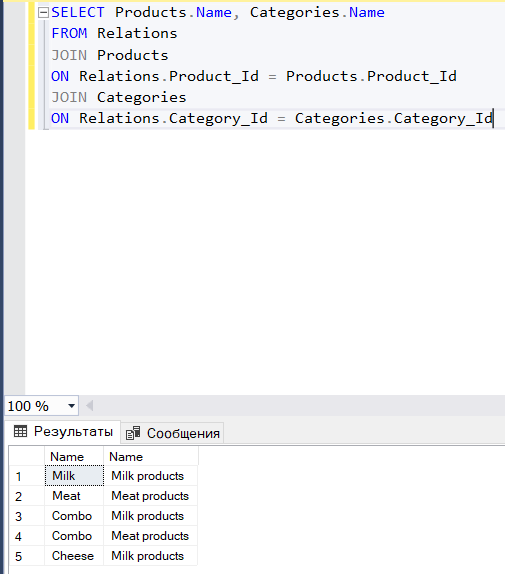 SELECT Products.Name, Categories.Name
FROM Relations
JOIN Products
ON Relations.Product_Id = Products.Product_Id
JOIN Categories
ON Relations.Category_Id = Categories.Category_Id
100 %
Результаты Сообщения
Name Name
1 Milk Milk products
2 Meat Meat products
3 Combo Milk products
4 Combo Meat products
5 Cheese Milk products